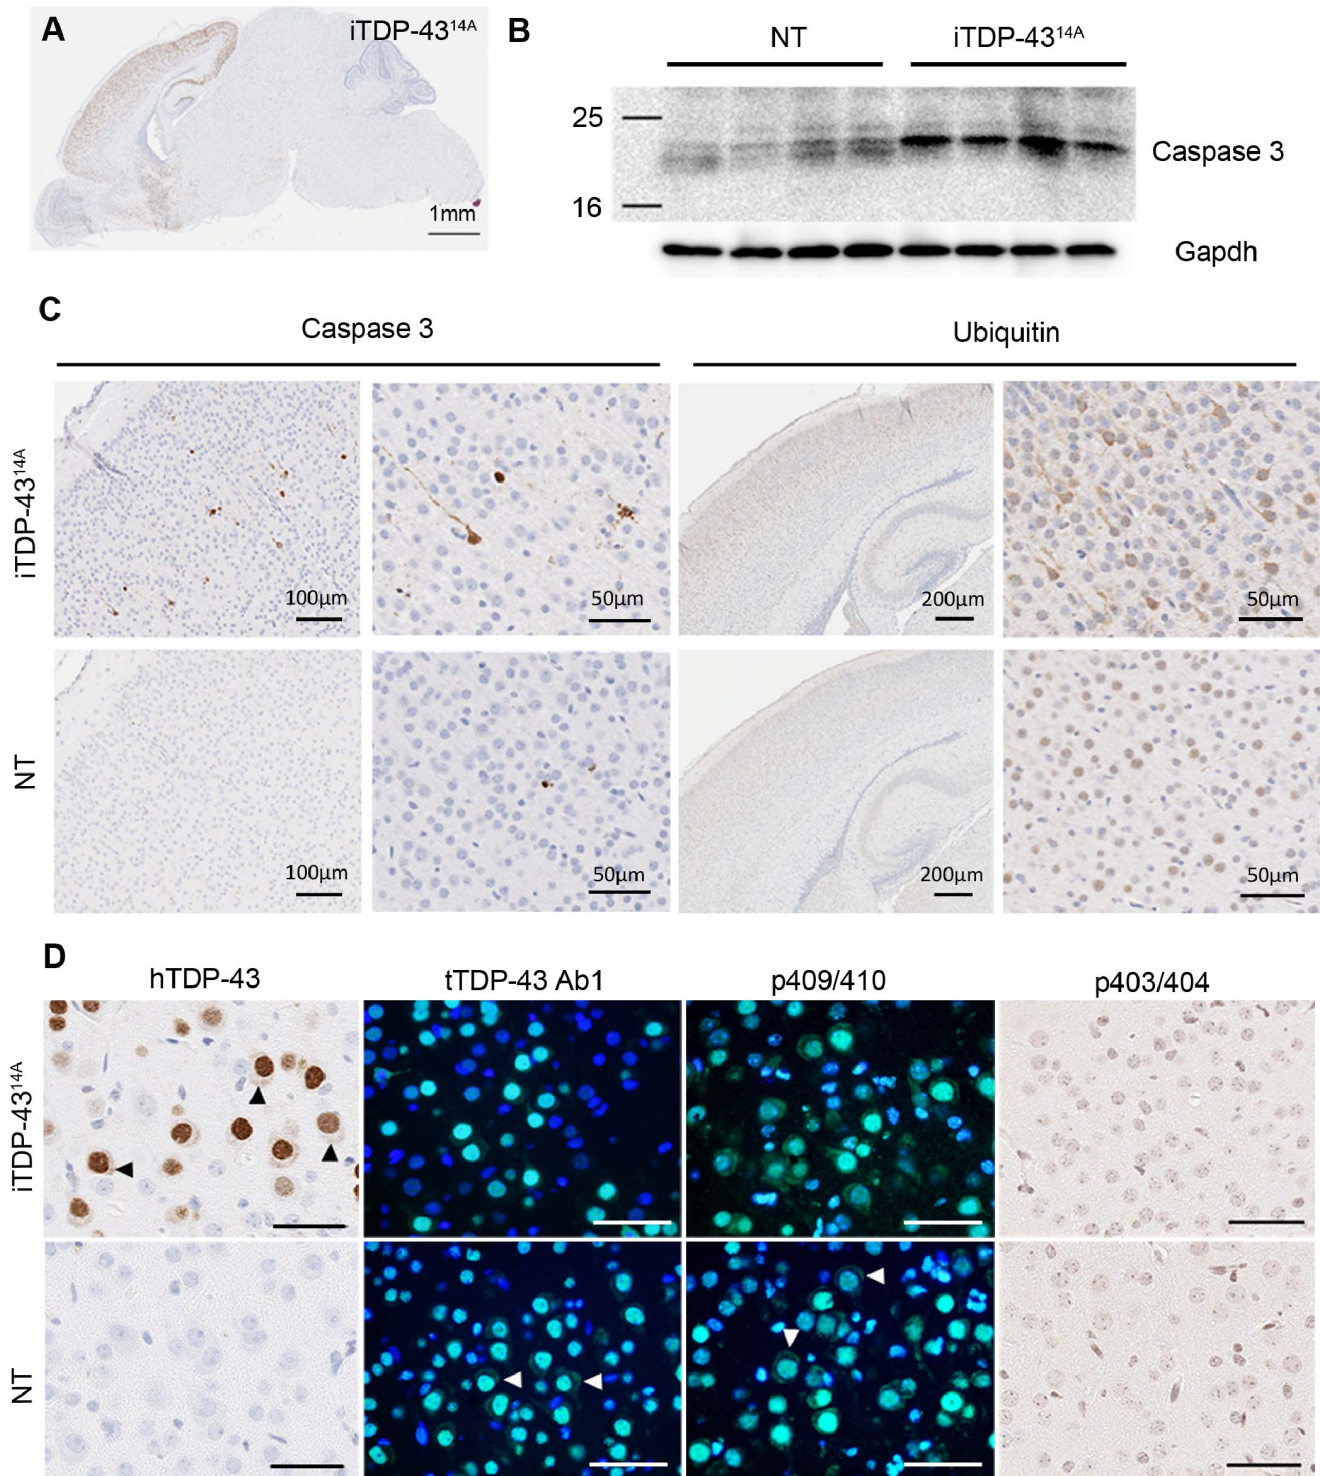 A
iTDP-43¹⁴ᴬ
1mm
B
NT
iTDP-43¹⁴ᴬ
25
16
Caspase 3
Gapdh
C
Caspase 3
Ubiquitin
iTDP-43¹⁴ᴬ
100µm
50µm
200µm
50µm
NT
100µm
50µm
200µm
50µm
D
hTDP-43
tTDP-43 Ab1
p409/410
p403/404
iTDP-43¹⁴ᴬ
NT